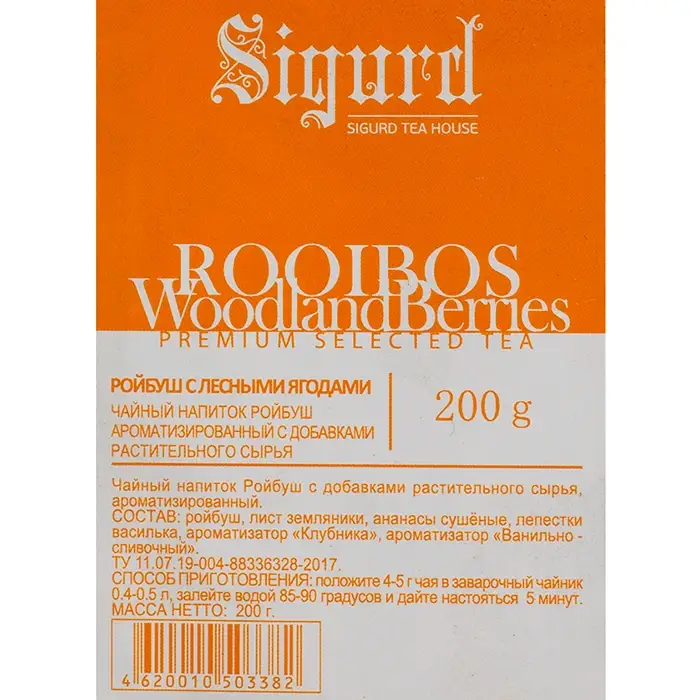 Sigurd
SIGURD TEA HOUSE
ROOIBOS
WoodlandBerries
PREMIUM SELECTED TEA
РОЙБУШ С ЛЕСНЫМИ ЯГОДАМИ
ЧАЙНЫЙ НАПИТОК РОЙБУШ
АРОМАТИЗИРОВАННЫЙ С ДОБАВКАМИ
РАСТИТЕЛЬНОГО СЫРЬЯ
200 g
Чайный напиток Ройбуш с добавками растительного сырья,
ароматизированный.
СОСТАВ: ройбуш, лист земляники, ананасы сушёные, лепестки
василька, ароматизатор «Клубника», ароматизатор «Ванильно -
сливочный».
ТУ 11.07.19-004-88336328-2017.
СПОСОБ ПРИГОТОВЛЕНИЯ: положите 4-5 г чая в заварочный чайник
0.4-0.5 л, залейте водой 85-90 градусов и дайте настояться 5 минут.
МАССА НЕТТО: 200 г.
4 620010 503382